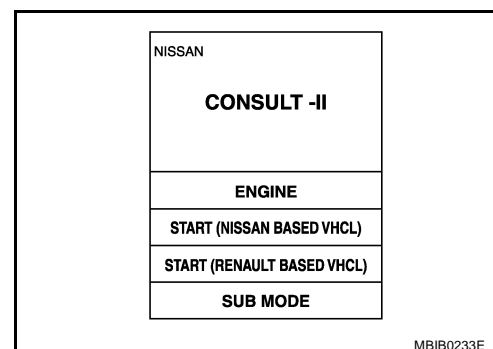 NISSAN
CONSULT -II
ENGINE
START (NISSAN BASED VHCL)
START (RENAULT BASED VHCL)
SUB MODE
MBIB0233E